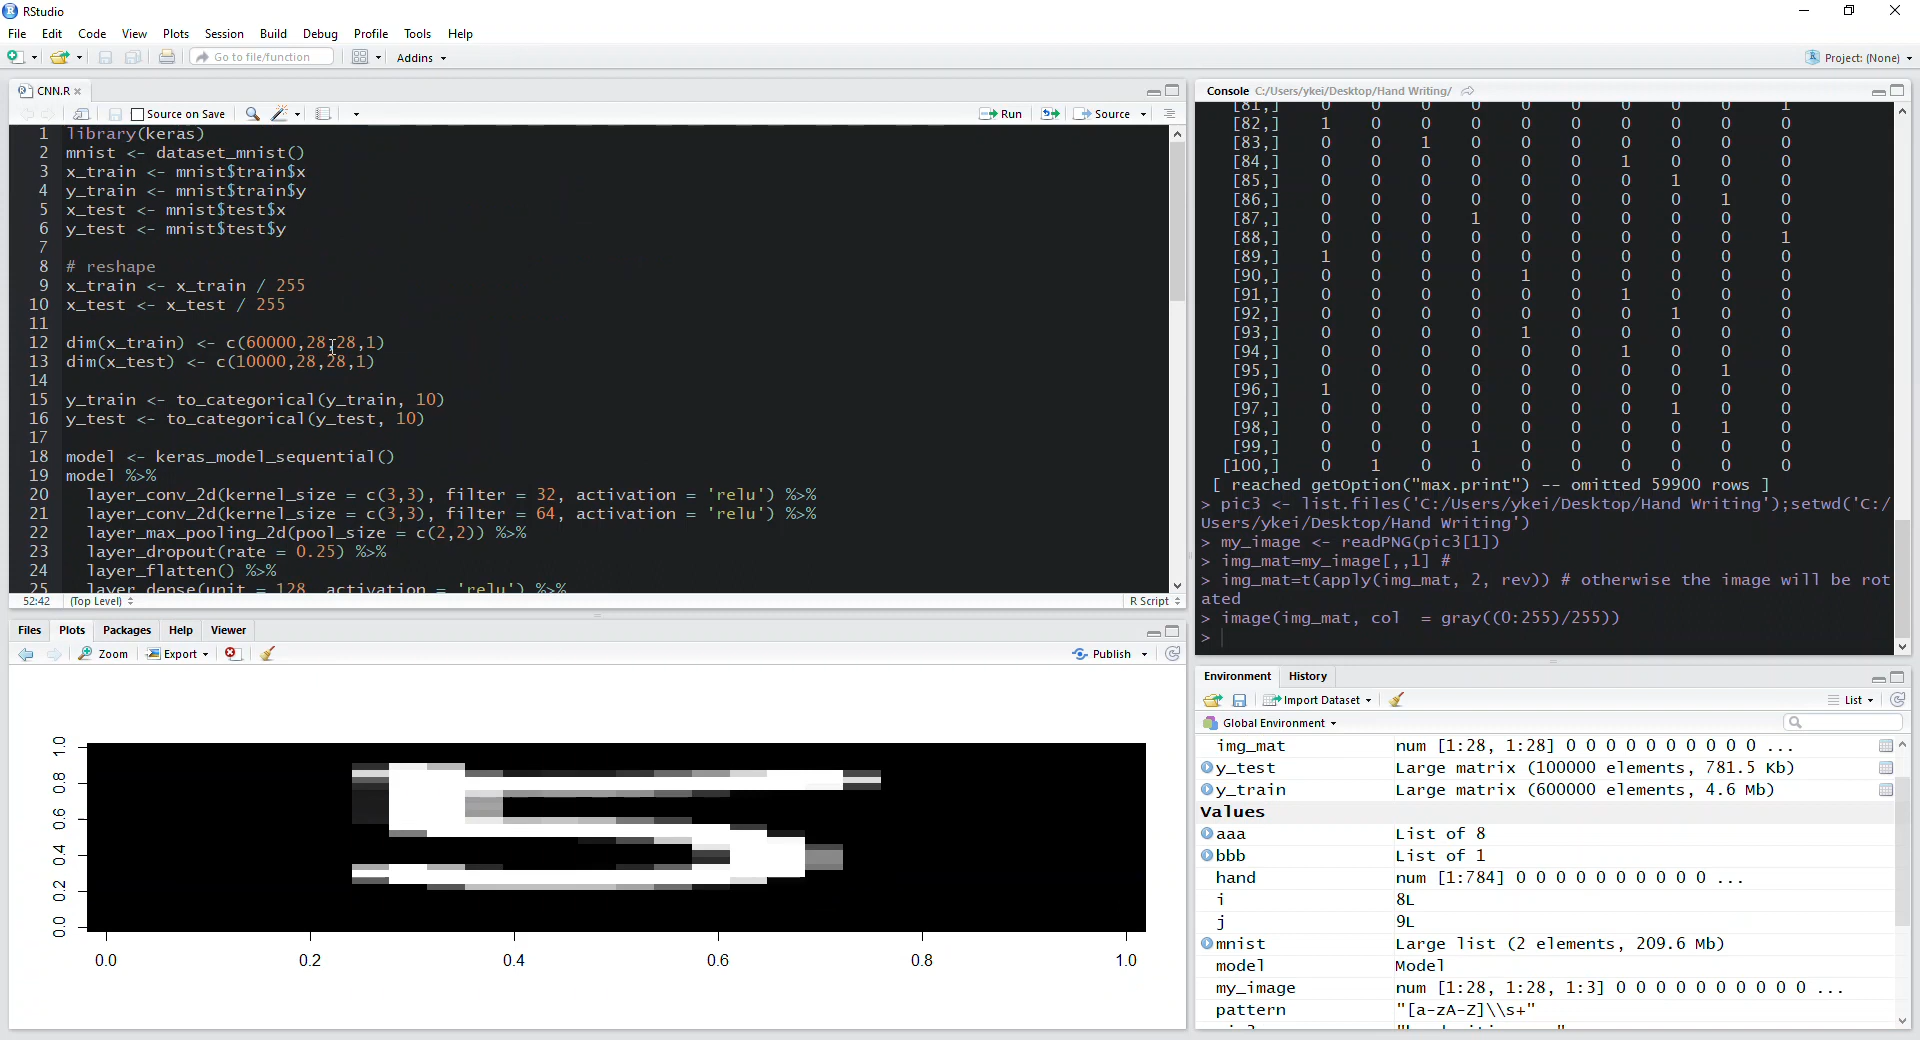 RStudio
File Edit Code View Plots Session Build Debug Profile Tools Help
Go to file/function Addins Project: (None)
CNN.R
Source on Save Run Source
1 library(keras)
2 mnist <- dataset_mnist()
3 x_train <- mnist$train$x
4 y_train <- mnist$train$y
5 x_test <- mnist$test$x
6 y_test <- mnist$test$y
7
8 # reshape
9 x_train <- x_train / 255
10 x_test <- x_test / 255
11
12 dim(x_train) <- c(60000,28,28,1)
13 dim(x_test) <- c(10000,28,28,1)
14
15 y_train <- to_categorical(y_train, 10)
16 y_test <- to_categorical(y_test, 10)
17
18 model <- keras_model_sequential()
19 model %>%
20 layer_conv_2d(kernel_size = c(3,3), filter = 32, activation = 'relu') %>%
21 layer_conv_2d(kernel_size = c(3,3), filter = 64, activation = 'relu') %>%
22 layer_max_pooling_2d(pool_size = c(2,2)) %>%
23 layer_dropout(rate = 0.25) %>%
24 layer_flatten() %>%
25 layer_dense(unit = 128, activation = 'relu') %>%
52:42 (Top Level) R Script
Files Plots Packages Help Viewer
Zoom Export Publish
1.0
0.8
0.6
0.4
0.2
0.0
0.0 0.2 0.4 0.6 0.8 1.0
Console C:/Users/ykei/Desktop/Hand Writing/
[81,] 0 0 0 0 0 0 0 0 0 1
[82,] 1 0 0 0 0 0 0 0 0 0
[83,] 0 0 1 0 0 0 0 0 0 0
[84,] 0 0 0 0 0 0 1 0 0 0
[85,] 0 0 0 0 0 0 0 1 0 0
[86,] 0 0 0 0 0 0 0 0 1 0
[87,] 0 0 0 1 0 0 0 0 0 0
[88,] 0 0 0 0 0 0 0 0 0 1
[89,] 1 0 0 0 0 0 0 0 0 0
[90,] 0 0 0 0 1 0 0 0 0 0
[91,] 0 0 0 0 0 0 1 0 0 0
[92,] 0 0 0 0 0 0 0 1 0 0
[93,] 0 0 0 0 1 0 0 0 0 0
[94,] 0 0 0 0 0 0 1 0 0 0
[95,] 0 0 0 0 0 0 0 0 1 0
[96,] 1 0 0 0 0 0 0 0 0 0
[97,] 0 0 0 0 0 0 0 1 0 0
[98,] 0 0 0 0 0 0 0 0 1 0
[99,] 0 0 0 1 0 0 0 0 0 0
[100,] 0 1 0 0 0 0 0 0 0 0
[ reached getOption("max.print") -- omitted 59900 rows ]
> pic3 <- list.files('C:/Users/ykei/Desktop/Hand Writing');setwd('C:/
Users/ykei/Desktop/Hand Writing')
> my_image <- readPNG(pic3[1])
> img_mat=my_image[,,1] #
> img_mat=t(apply(img_mat, 2, rev)) # otherwise the image will be rot
ated
> image(img_mat, col = gray((0:255)/255))
>
Environment History
Import Dataset List
Global Environment
img_mat num [1:28, 1:28] 0 0 0 0 0 0 0 0 0 0 ...
y_test Large matrix (100000 elements, 781.5 Kb)
y_train Large matrix (600000 elements, 4.6 Mb)
Values
aaa List of 8
bbb List of 1
hand num [1:784] 0 0 0 0 0 0 0 0 0 0 ...
i 8L
j 9L
mnist Large list (2 elements, 209.6 Mb)
model Model
my_image num [1:28, 1:28, 1:3] 0 0 0 0 0 0 0 0 0 0 ...
pattern "[a-zA-Z]\\s+"